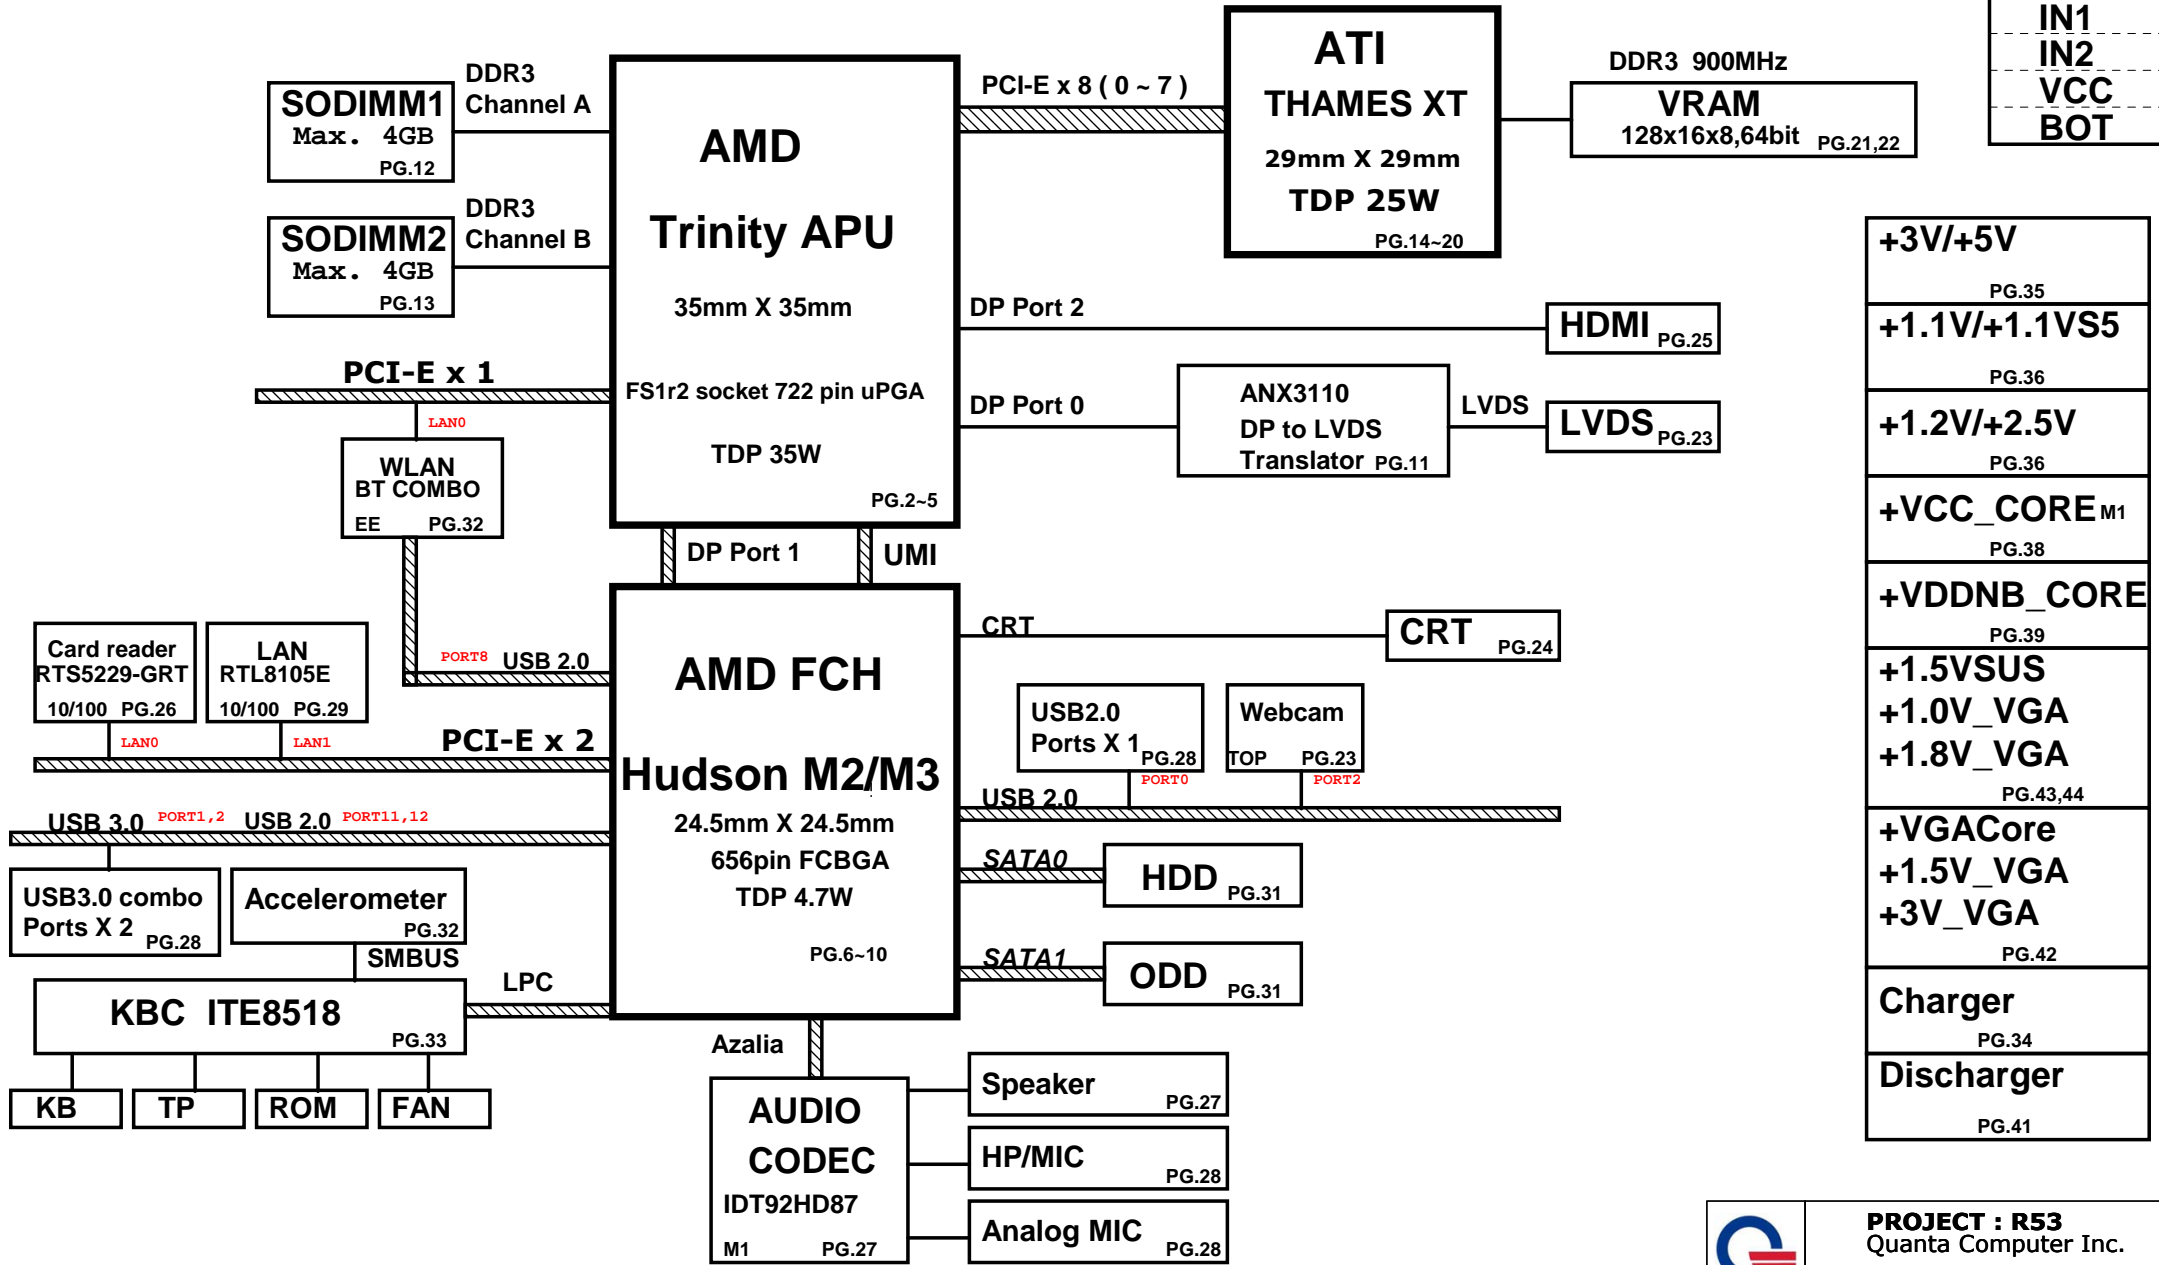 IN1
IN2
VCC
BOT
DDR3
Channel A
SODIMM1
Max. 4GB
PG.12
DDR3
Channel B
SODIMM2
Max. 4GB
PG.13
AMD
Trinity APU
35mm X 35mm
FS1r2 socket 722 pin uPGA
TDP 35W
PG.2~5
PCI-E x 8 ( 0 ~ 7 )
ATI
THAMES XT
29mm X 29mm
TDP 25W
PG.14~20
DDR3 900MHz
VRAM
128x16x8,64bit PG.21,22
DP Port 2
HDMI PG.25
DP Port 0
ANX3110
DP to LVDS
Translator PG.11
LVDS
LVDS PG.23
PCI-E x 1
LAN0
WLAN
BT COMBO
EE PG.32
DP Port 1
UMI
PORT8 USB 2.0
Card reader
RTS5229-GRT
10/100 PG.26
LAN
RTL8105E
10/100 PG.29
LAN0
LAN1
PCI-E x 2
AMD FCH
Hudson M2/M3
24.5mm X 24.5mm
656pin FCBGA
TDP 4.7W
PG.6~10
CRT
CRT PG.24
USB2.0
Ports X 1
PG.28
PORT0
Webcam
TOP PG.23
PORT2
USB 2.0
USB 3.0 PORT1,2 USB 2.0 PORT11,12
USB3.0 combo
Ports X 2 PG.28
Accelerometer
PG.32
SMBUS
SATA0
HDD PG.31
SATA1
ODD PG.31
KBC ITE8518
PG.33
LPC
KB
TP
ROM
FAN
Azalia
AUDIO
CODEC
IDT92HD87
M1 PG.27
Speaker
PG.27
HP/MIC
PG.28
Analog MIC
PG.28
+3V/+5V
PG.35
+1.1V/+1.1VS5
PG.36
+1.2V/+2.5V
PG.36
+VCC_CORE M1
PG.38
+VDDNB_CORE
PG.39
+1.5VSUS
+1.0V_VGA
+1.8V_VGA
PG.43,44
+VGACore
+1.5V_VGA
+3V_VGA
PG.42
Charger
PG.34
Discharger
PG.41
PROJECT : R53
Quanta Computer Inc.